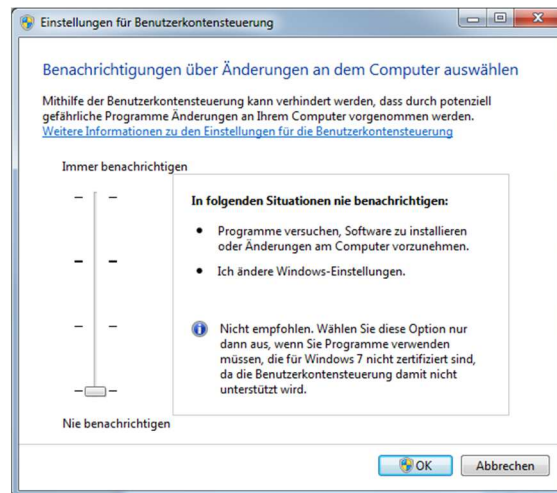 Einstellungen für Benutzerkontensteuerung
Benachrichtigungen über Änderungen an dem Computer auswählen
Mithilfe der Benutzerkontensteuerung kann verhindert werden, dass durch potenziell
gefährliche Programme Änderungen an Ihrem Computer vorgenommen werden.
Weitere Informationen zu den Einstellungen für die Benutzerkontensteuerung
Immer benachrichtigen
In folgenden Situationen nie benachrichtigen:
• Programme versuchen, Software zu installieren
oder Änderungen am Computer vorzunehmen.
• Ich ändere Windows-Einstellungen.
Nicht empfohlen. Wählen Sie diese Option nur
dann aus, wenn Sie Programme verwenden
müssen, die für Windows 7 nicht zertifiziert sind,
da die Benutzerkontensteuerung damit nicht
unterstützt wird.
Nie benachrichtigen
OK
Abbrechen